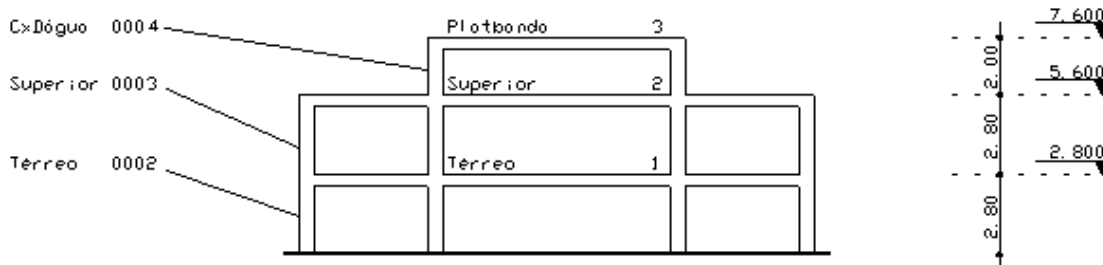 CxDóguo 0004
Platbando 3
7.600
2.00
Superior 0003
Superior 2
5.600
2.80
Térreo 0002
Térreo 1
2.800
2.80